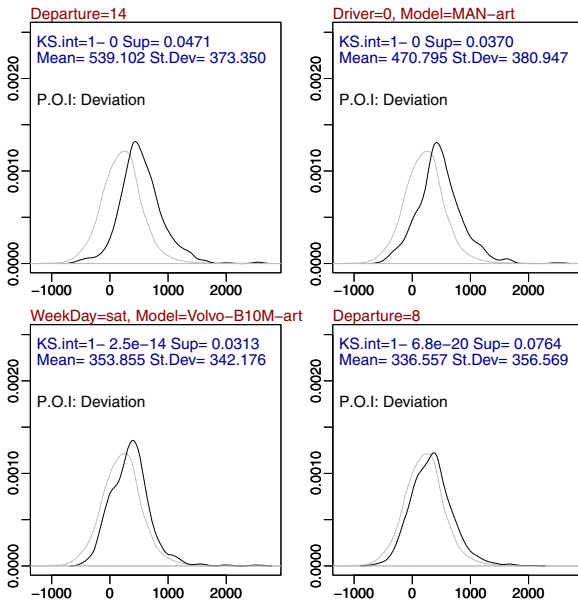 Departure=14
KS.int=1− 0 Sup= 0.0471
Mean= 539.102 St.Dev= 373.350
P.O.I: Deviation
0.0020
0.0010
0.0000
−1000 0 1000 2000
Driver=0, Model=MAN−art
KS.int=1− 0 Sup= 0.0370
Mean= 470.795 St.Dev= 380.947
P.O.I: Deviation
0.0020
0.0010
0.0000
−1000 0 1000 2000
WeekDay=sat, Model=Volvo−B10M−art
KS.int=1− 2.5e−14 Sup= 0.0313
Mean= 353.855 St.Dev= 342.176
P.O.I: Deviation
0.0020
0.0010
0.0000
−1000 0 1000 2000
Departure=8
KS.int=1− 6.8e−20 Sup= 0.0764
Mean= 336.557 St.Dev= 356.569
P.O.I: Deviation
0.0020
0.0010
0.0000
−1000 0 1000 2000